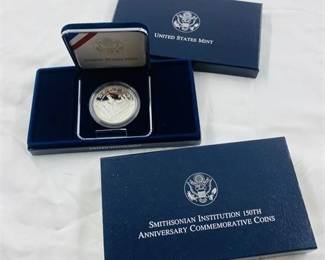 UNITED STATES MINT
SMITHSONIAN INSTITUTION 150TH
ANNIVERSARY COMMEMORATIVE COINS